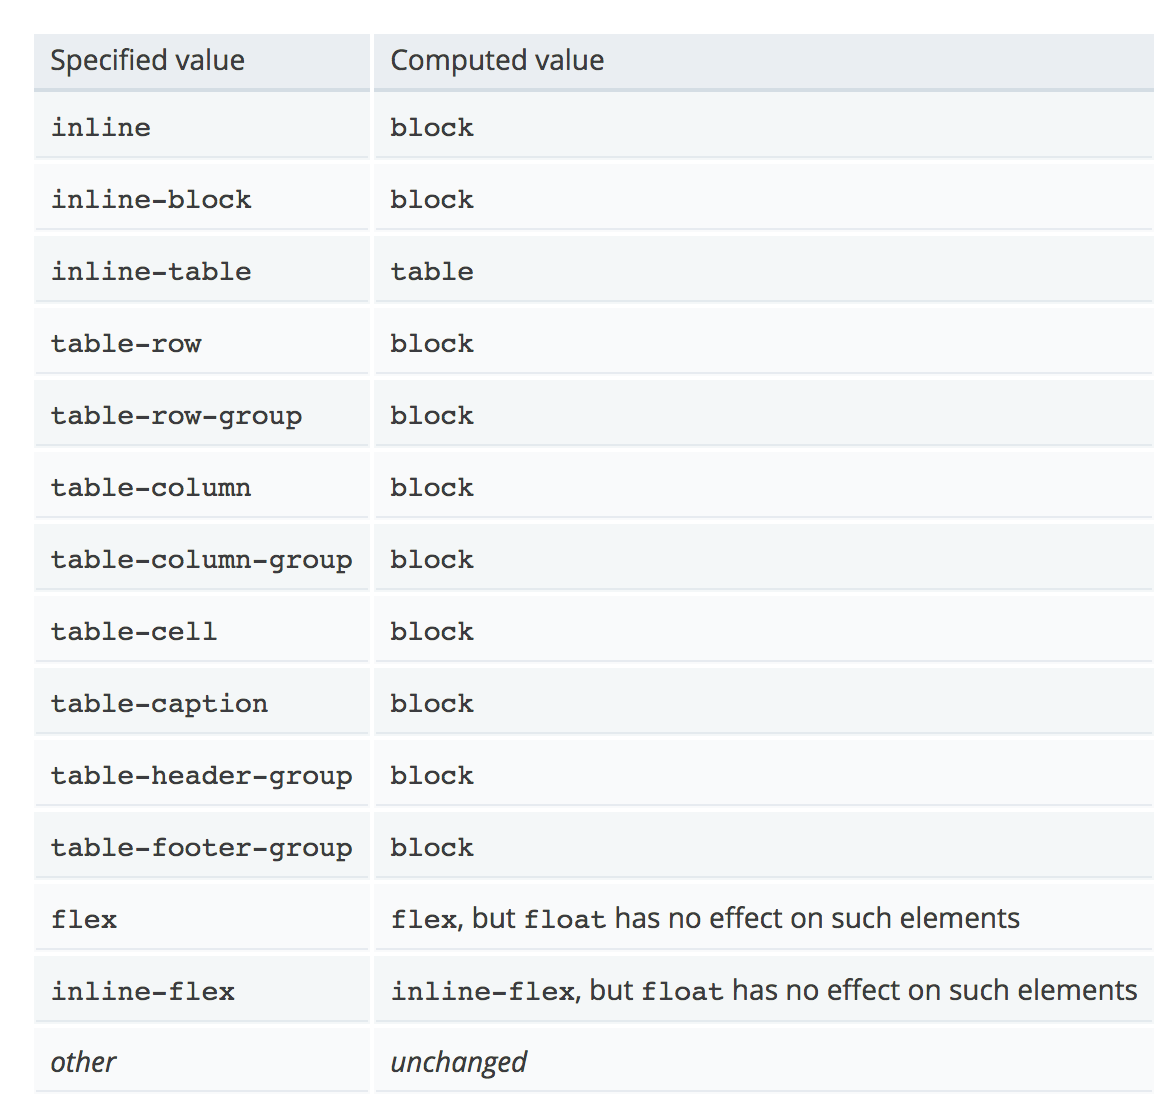 Specified value Computed value
inline block
inline-block block
inline-table table
table-row block
table-row-group block
table-column block
table-column-group block
table-cell block
table-caption block
table-header-group block
table-footer-group block
flex flex, but float has no effect on such elements
inline-flex inline-flex, but float has no effect on such elements
other unchanged